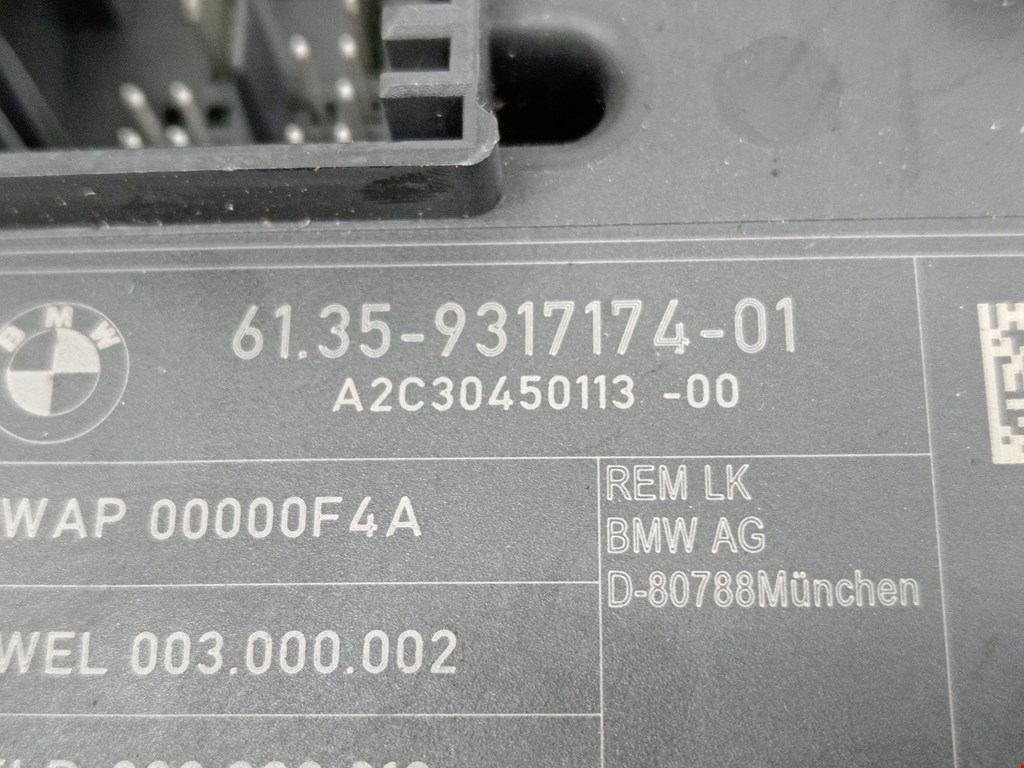 BMW
61.35-9317174-01
A2C30450113 -00
WAP 00000F4A
WEL 003.000.002
REM LK
BMW AG
D-80788München